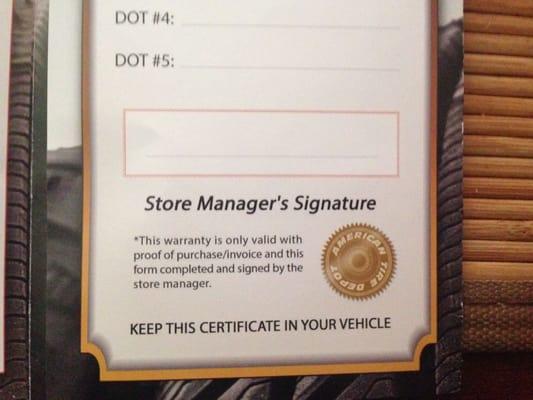 DOT #4:
DOT #5:
Store Manager's Signature
*This warranty is only valid with
proof of purchase/invoice and this
form completed and signed by the
store manager.
AMERICAN TIRE DEPOT
KEEP THIS CERTIFICATE IN YOUR VEHICLE